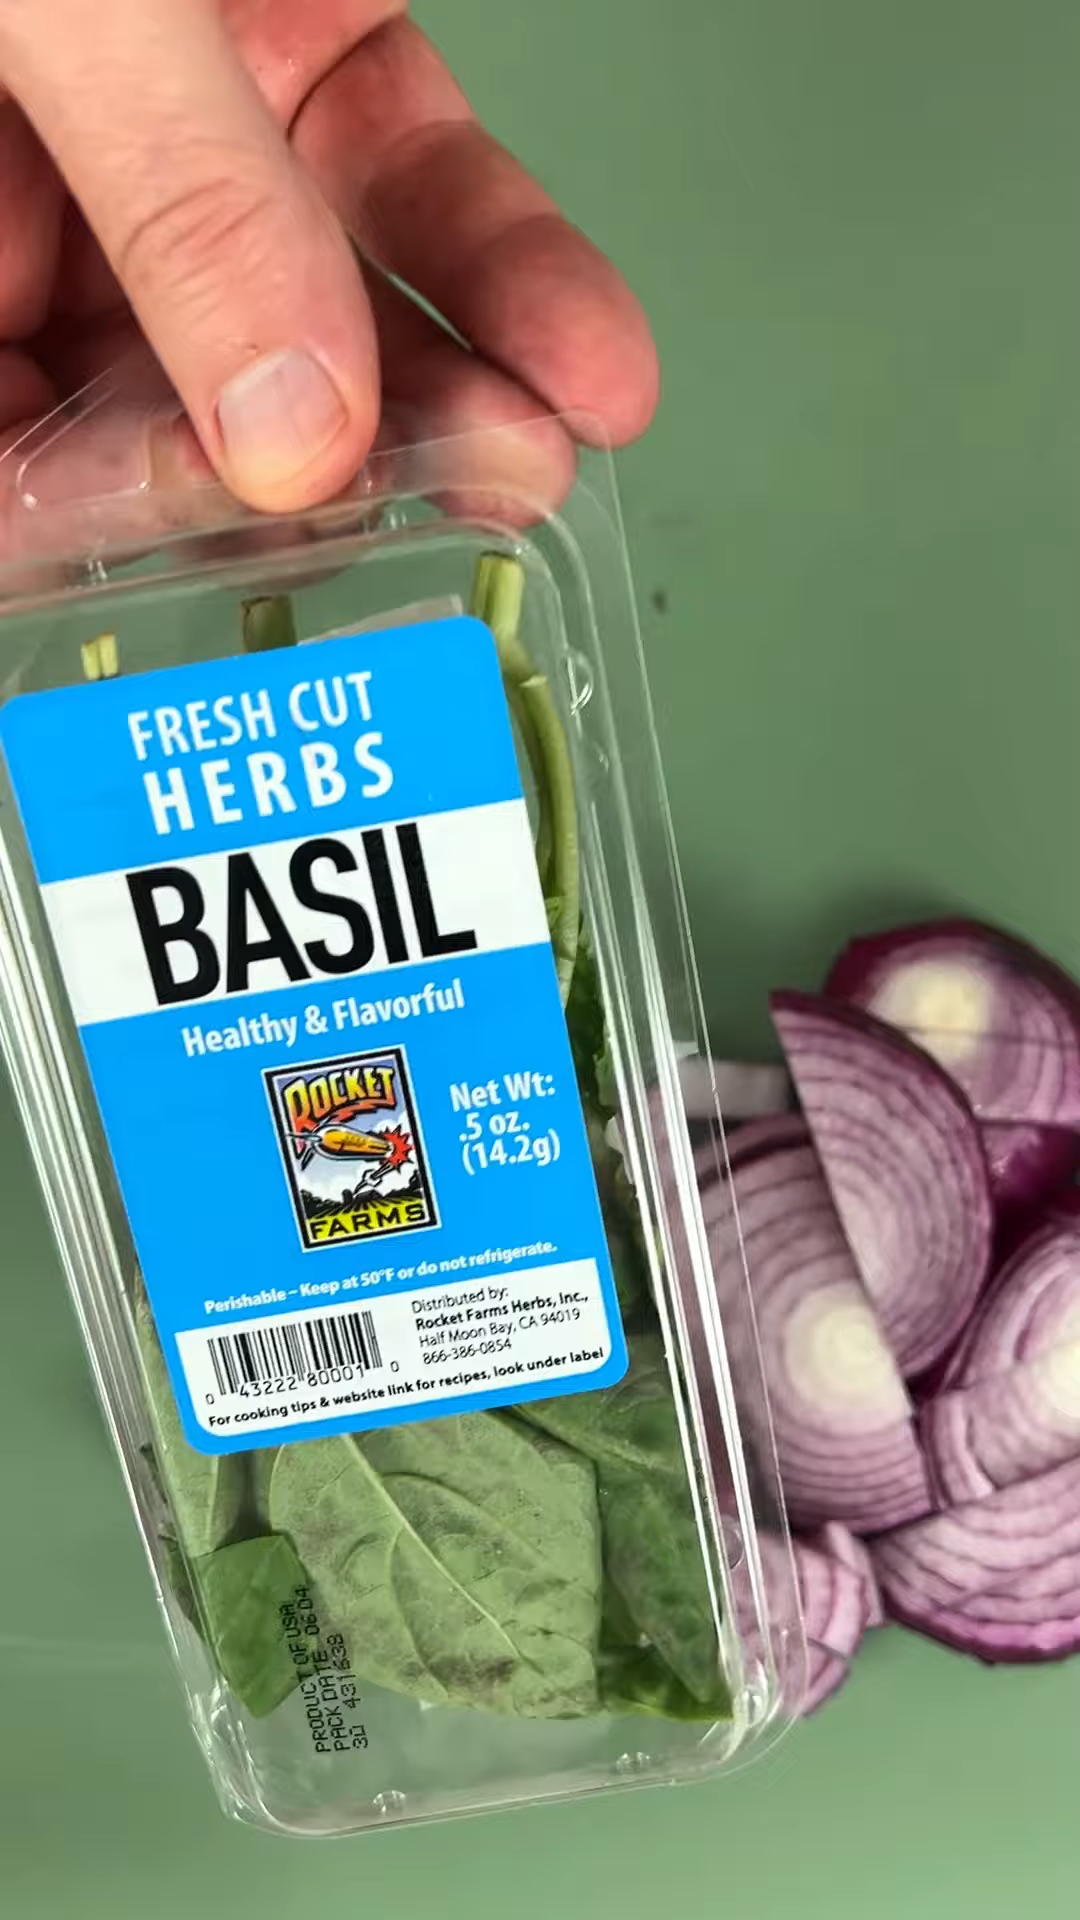 FRESH CUT
HERBS
BASIL
Healthy & Flavorful
ROCKET
FARMS
Net Wt:
.5 oz.
(14.2g)
Perishable – Keep at 50°F or do not refrigerate.
0 43222 80001 0
Distributed by:
Rocket Farms Herbs, Inc.,
Half Moon Bay, CA 94019
866-386-0854
For cooking tips & website link for recipes, look under label
PRODUCT OF USA
PACK DATE 06 04